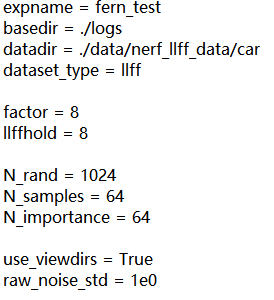 expname = fern_test
basedir = ./logs
datadir = ./data/nerf_llff_data/car
dataset_type = llff
factor = 8
llffhold = 8
N_rand = 1024
N_samples = 64
N_importance = 64
use_viewdirs = True
raw_noise_std = 1e0